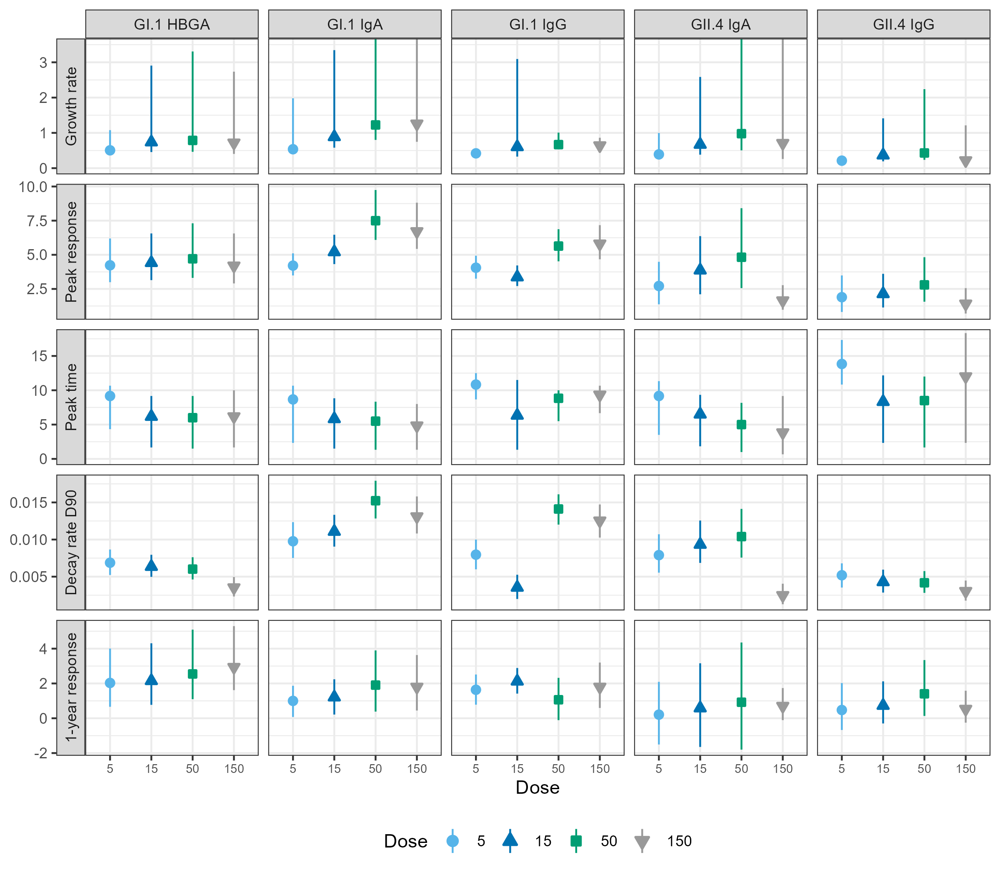 GI.1 HBGA GI.1 IgA GI.1 IgG GII.4 IgA GII.4 IgG
Growth rate
3
2
1
0
Peak response
10.0
7.5
5.0
2.5
Peak time
15
10
5
0
Decay rate D90
0.015
0.010
0.005
1-year response
4
2
0
-2
5 15 50 150 5 15 50 150 5 15 50 150 5 15 50 150 5 15 50 150
Dose
Dose 5 15 50 150